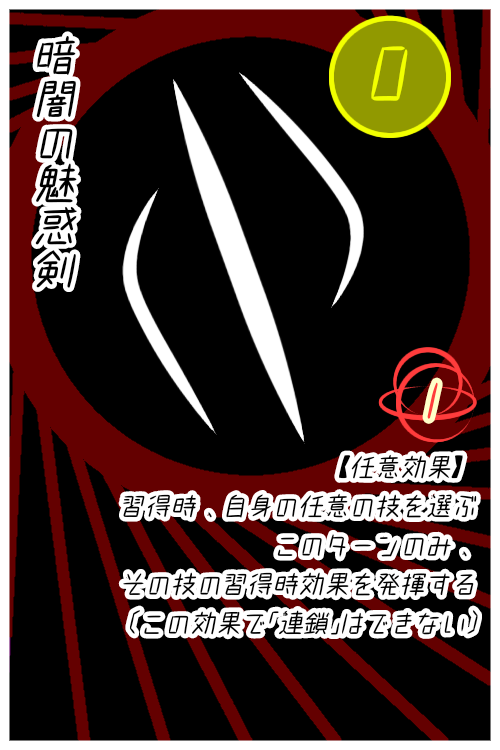 暗闇の魅惑剣
0
0
【任意効果】
習得時、自身の任意の技を選ぶ
このターンのみ、
その技の習得時効果を発揮する
(この効果で「連鎖」はできない)